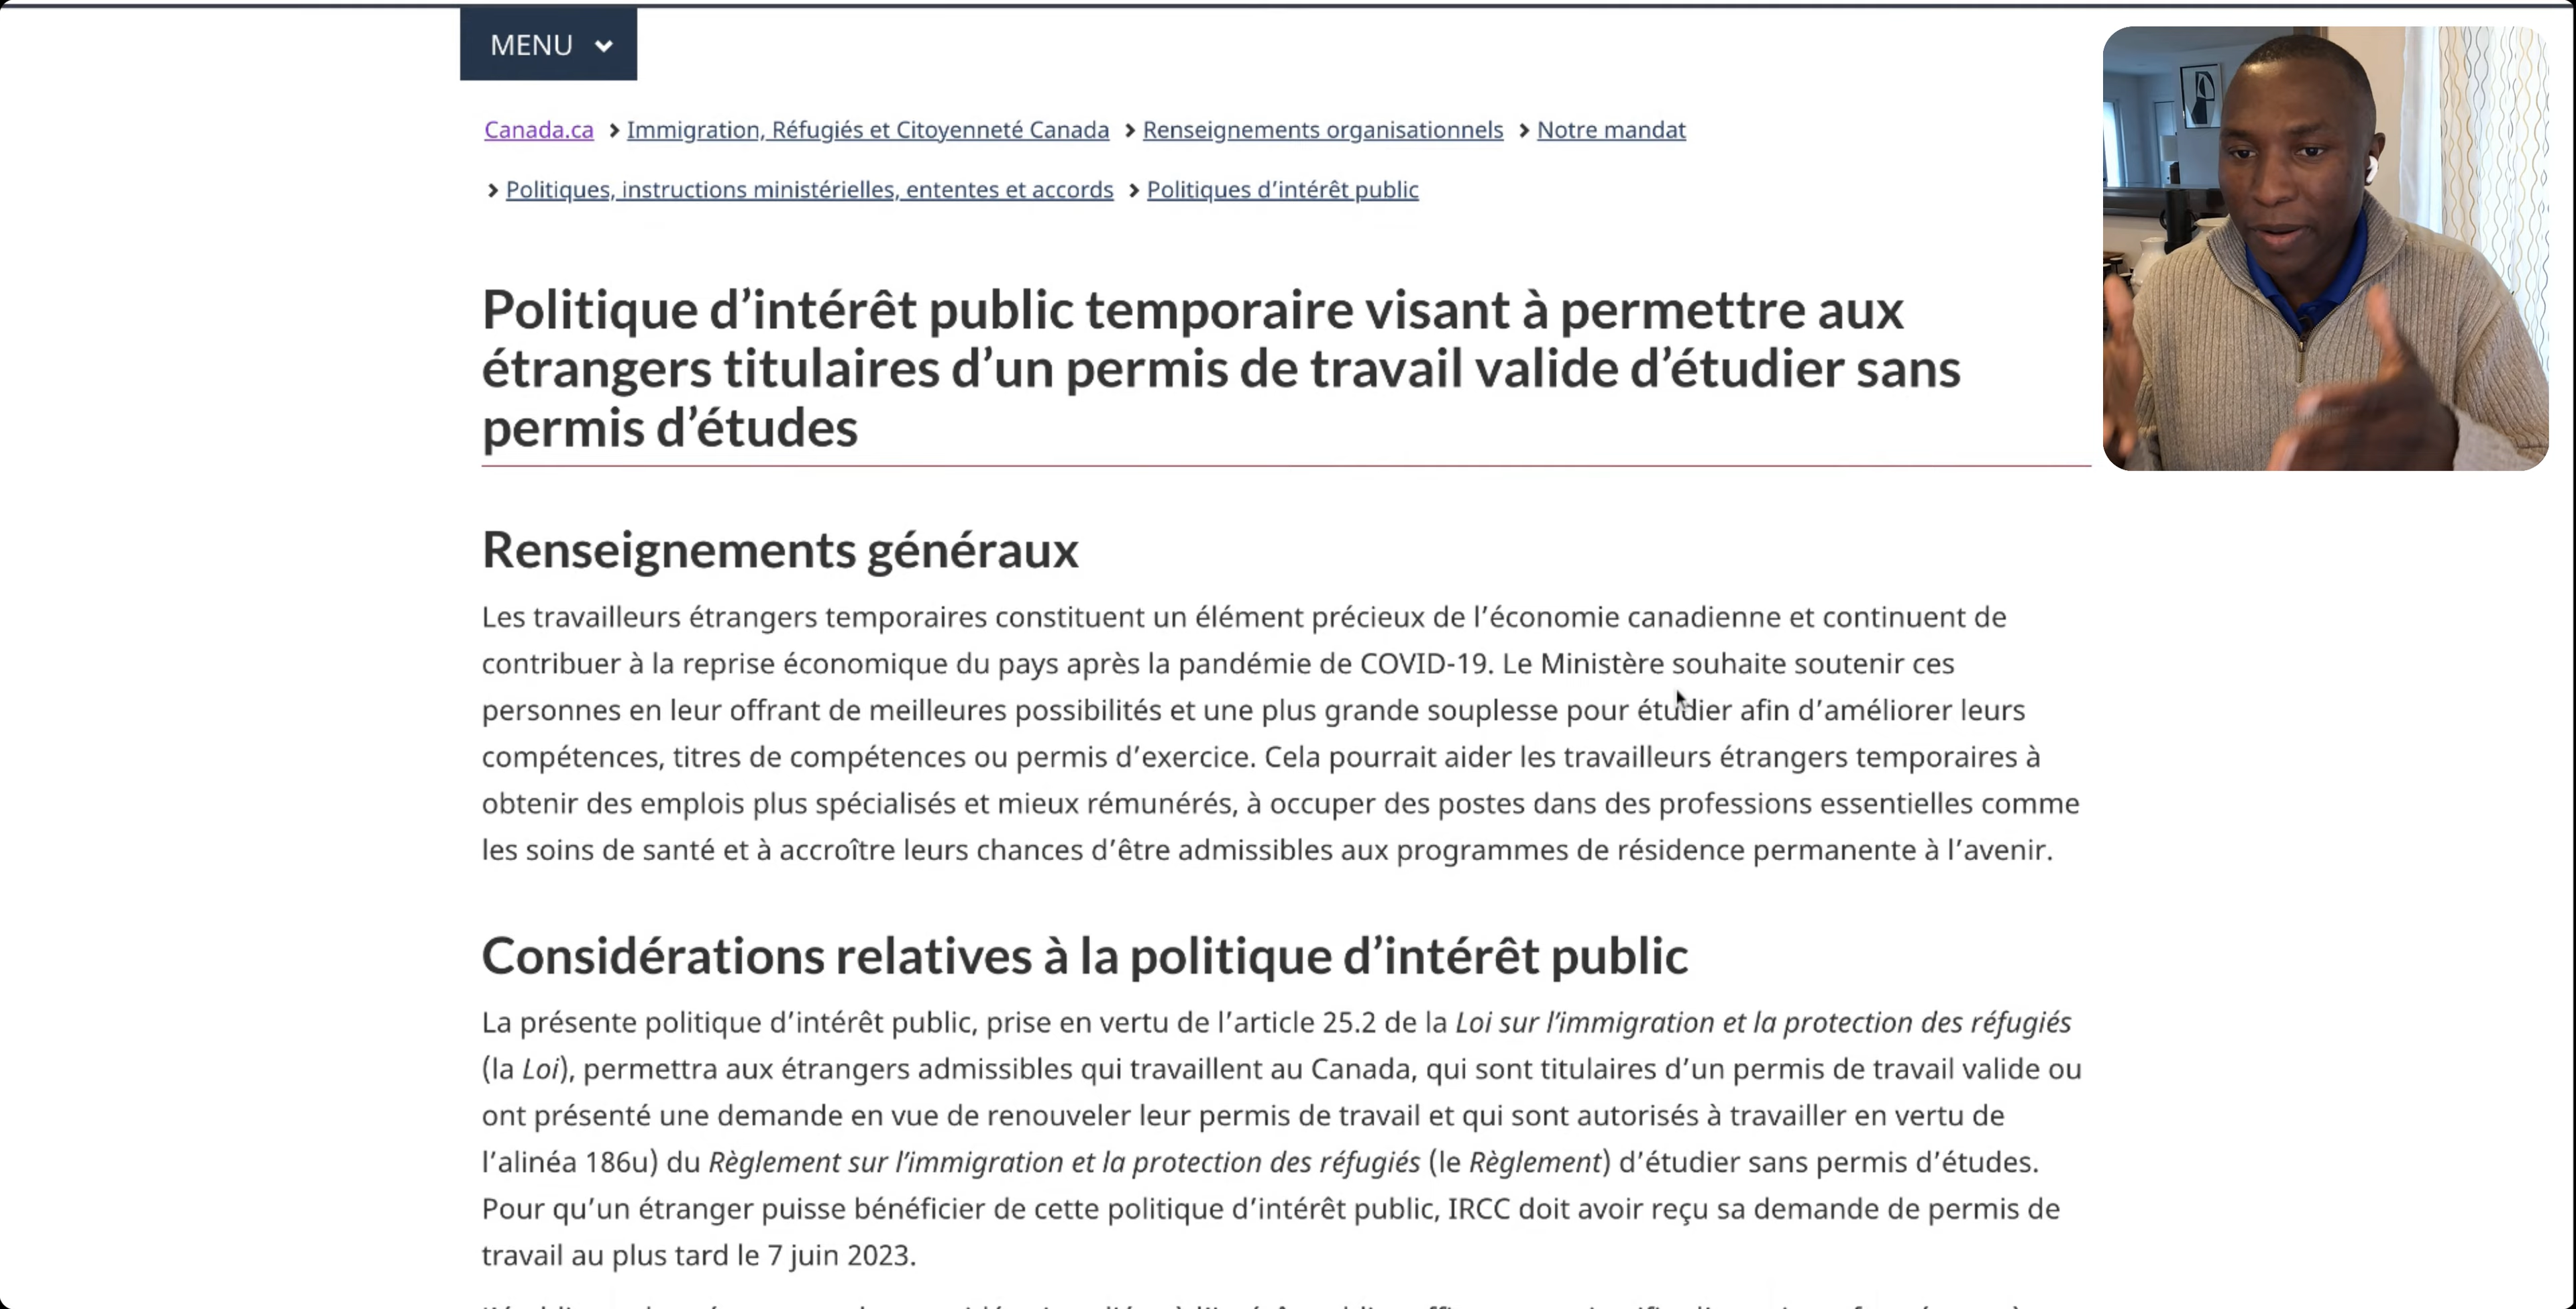 MENU
Canada.ca > Immigration, Réfugiés et Citoyenneté Canada > Renseignements organisationnels > Notre mandat
> Politiques, instructions ministérielles, ententes et accords > Politiques d’intérêt public
Politique d’intérêt public temporaire visant à permettre aux
étrangers titulaires d’un permis de travail valide d’étudier sans
permis d’études
Renseignements généraux
Les travailleurs étrangers temporaires constituent un élément précieux de l’économie canadienne et continuent de
contribuer à la reprise économique du pays après la pandémie de COVID-19. Le Ministère souhaite soutenir ces
personnes en leur offrant de meilleures possibilités et une plus grande souplesse pour étudier afin d’améliorer leurs
compétences, titres de compétences ou permis d’exercice. Cela pourrait aider les travailleurs étrangers temporaires à
obtenir des emplois plus spécialisés et mieux rémunérés, à occuper des postes dans des professions essentielles comme
les soins de santé et à accroître leurs chances d’être admissibles aux programmes de résidence permanente à l’avenir.
Considérations relatives à la politique d’intérêt public
La présente politique d’intérêt public, prise en vertu de l’article 25.2 de la Loi sur l’immigration et la protection des réfugiés
(la Loi), permettra aux étrangers admissibles qui travaillent au Canada, qui sont titulaires d’un permis de travail valide ou
ont présenté une demande en vue de renouveler leur permis de travail et qui sont autorisés à travailler en vertu de
l’alinéa 186u) du Règlement sur l’immigration et la protection des réfugiés (le Règlement) d’étudier sans permis d’études.
Pour qu’un étranger puisse bénéficier de cette politique d’intérêt public, IRCC doit avoir reçu sa demande de permis de
travail au plus tard le 7 juin 2023.